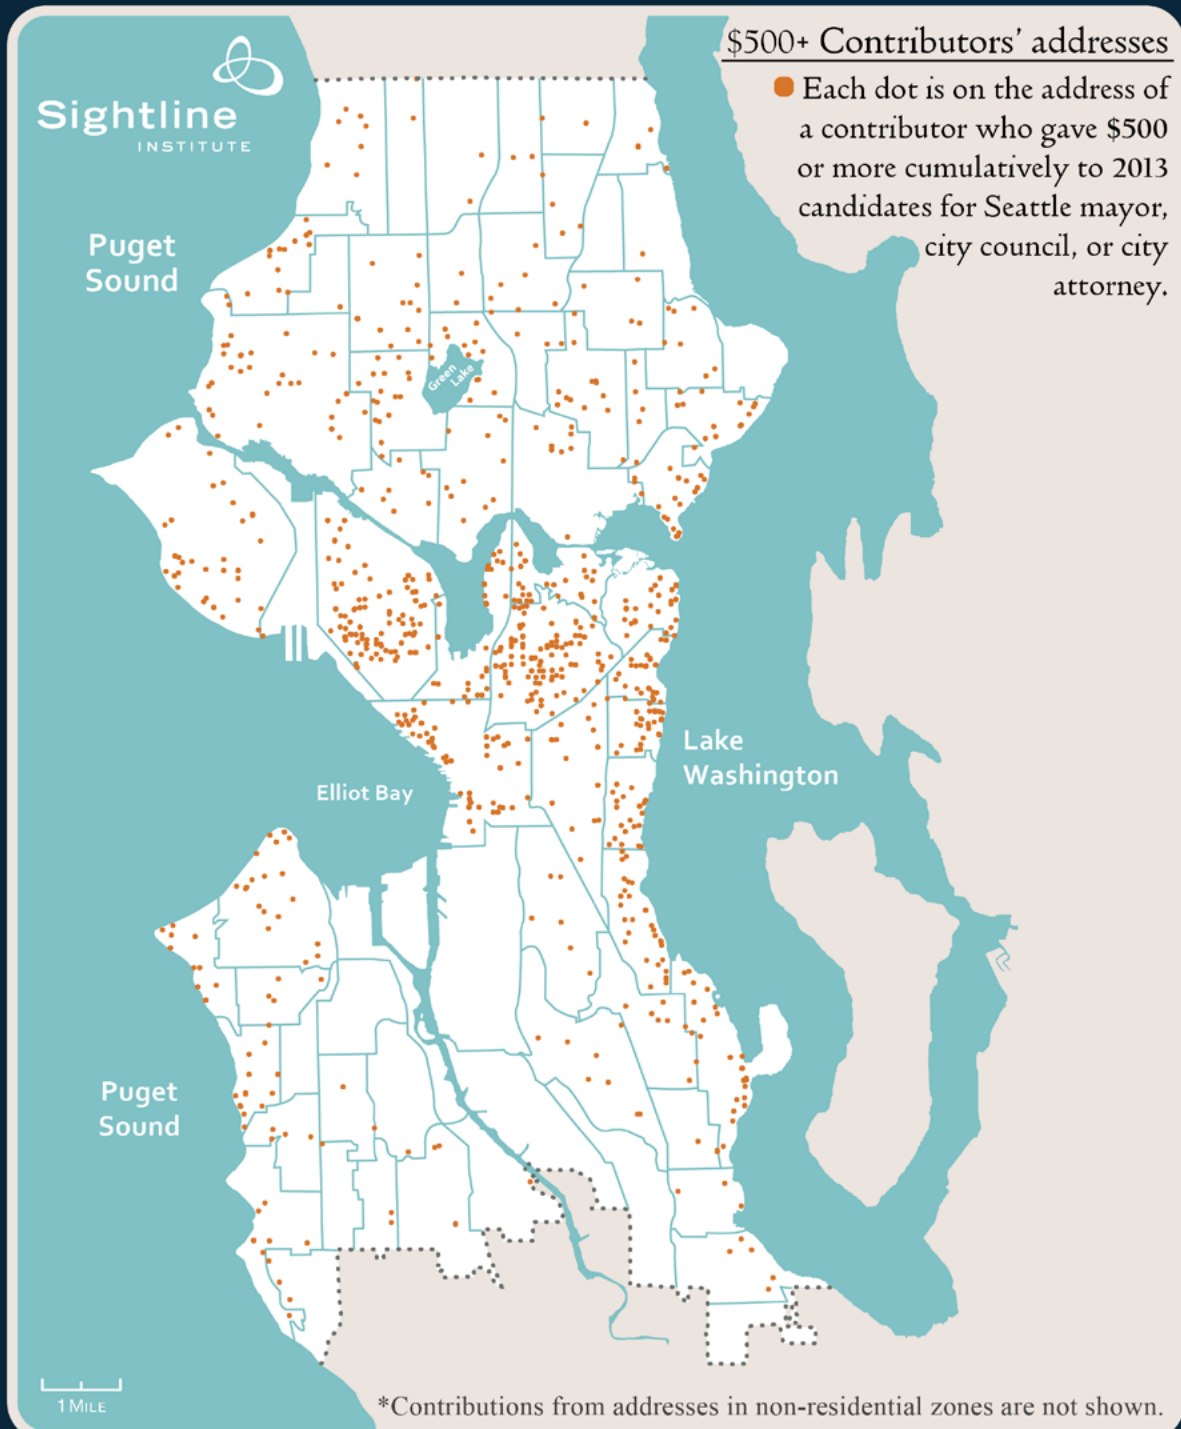 $500+ Contributors' addresses
Each dot is on the address of
a contributor who gave $500
or more cumulatively to 2013
candidates for Seattle mayor,
city council, or city
attorney.
Sightline
INSTITUTE
Puget
Sound
Green
Lake
Lake
Washington
Elliot Bay
Puget
Sound
1 MILE
*Contributions from addresses in non-residential zones are not shown.